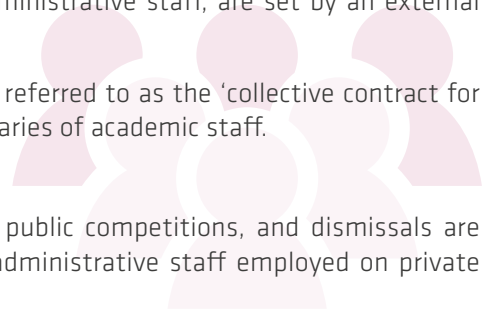 ministrative staff, are set by an external
referred to as the ‘collective contract for
aries of academic staff.
public competitions, and dismissals are
administrative staff employed on private